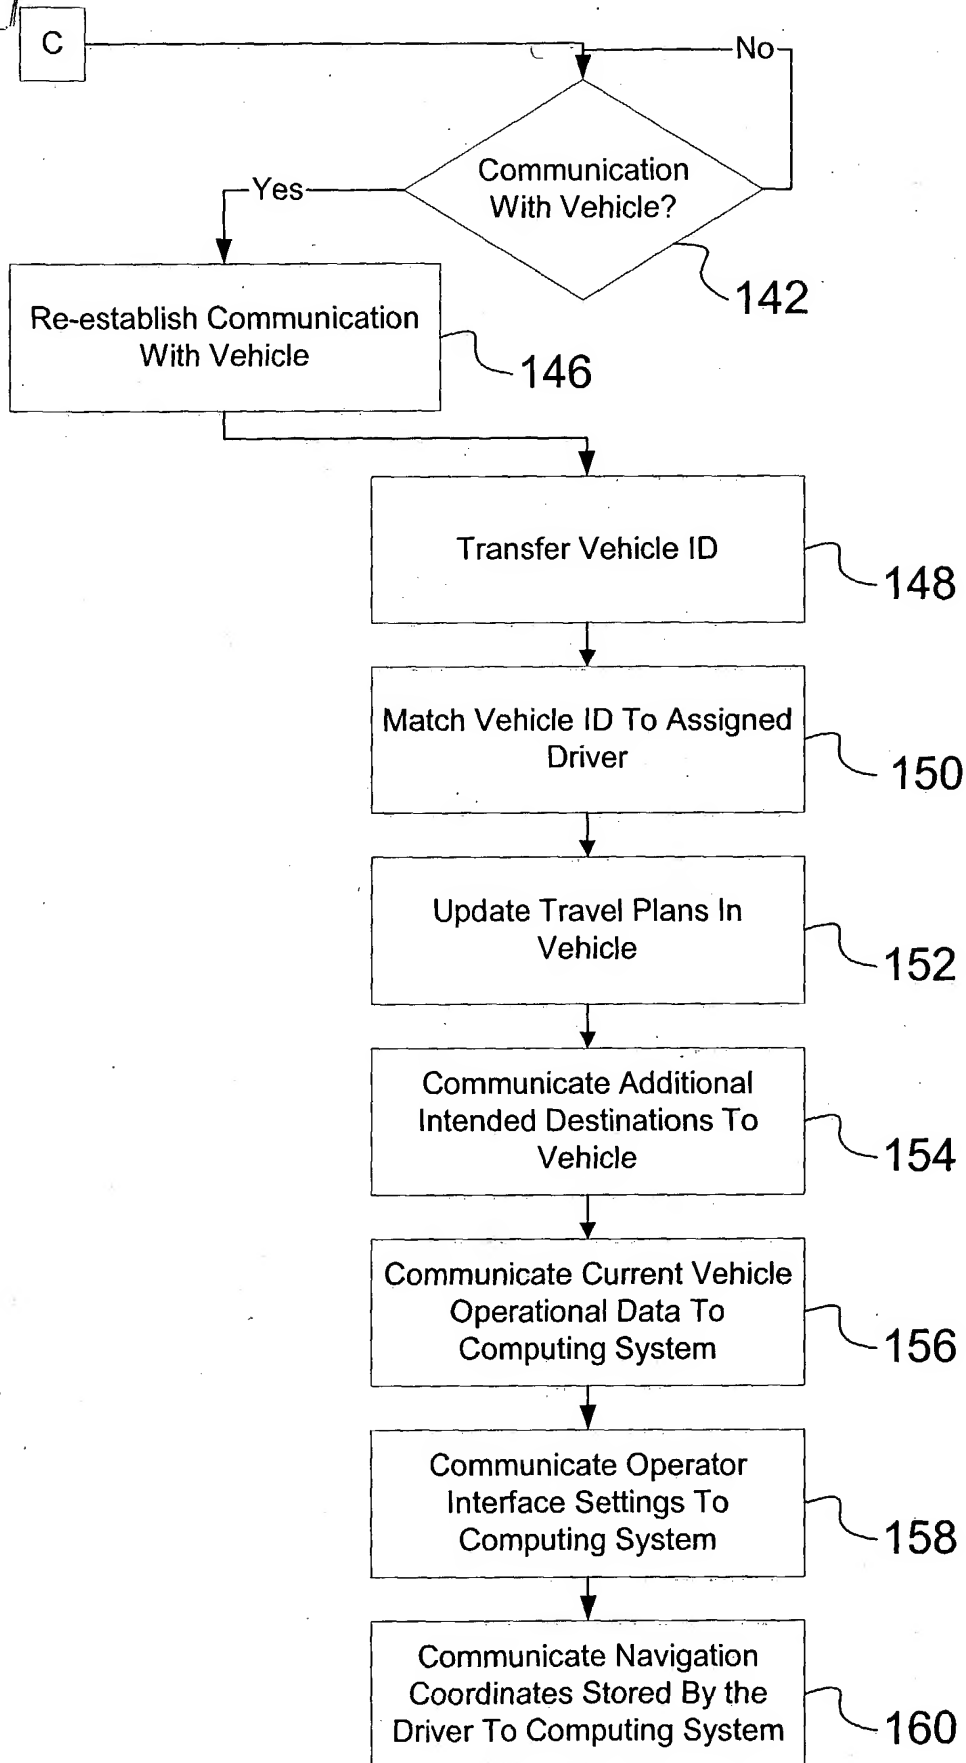 C
No
Communication
With Vehicle?
Yes
142
Re-establish Communication
With Vehicle
146
Transfer Vehicle ID
148
Match Vehicle ID To Assigned
Driver
150
Update Travel Plans In
Vehicle
152
Communicate Additional
Intended Destinations To
Vehicle
154
Communicate Current Vehicle
Operational Data To
Computing System
156
Communicate Operator
Interface Settings To
Computing System
158
Communicate Navigation
Coordinates Stored By the
Driver To Computing System
160